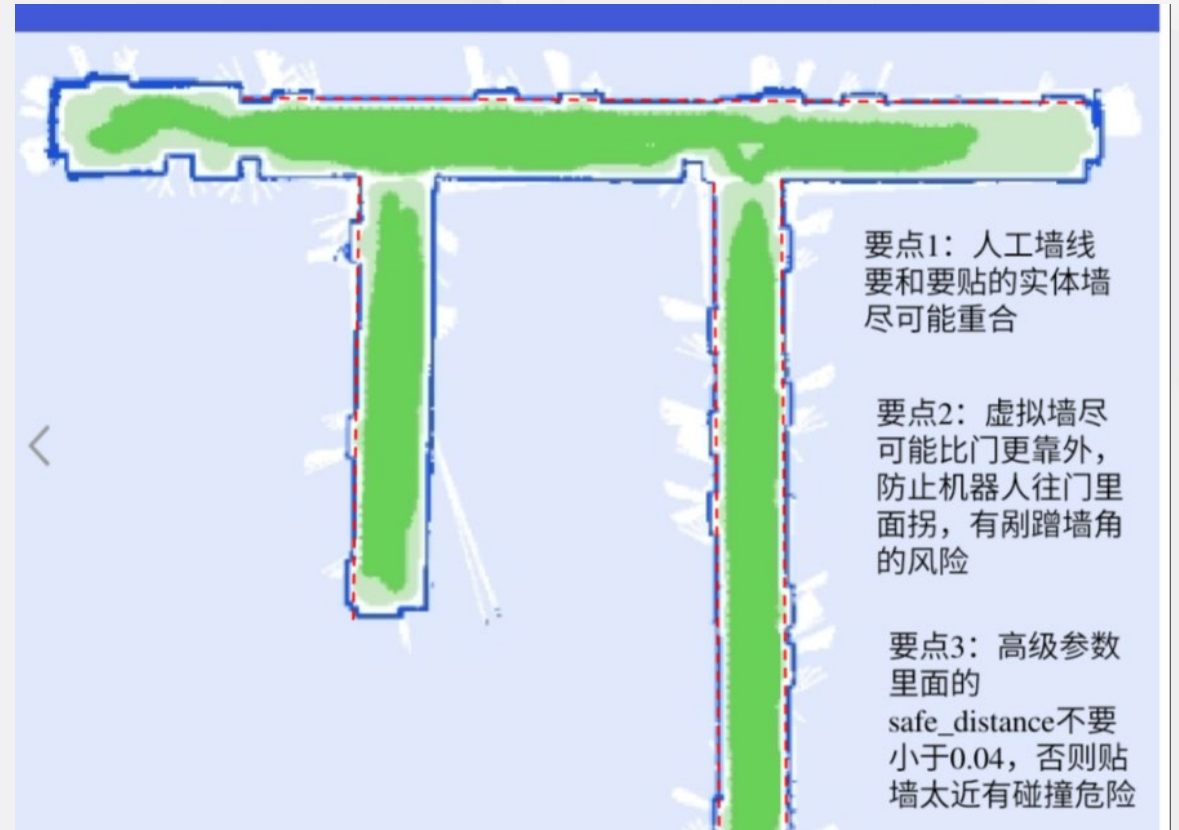 要点1：人工墙线
要和要贴的实体墙
尽可能重合
要点2：虚拟墙尽
可能比门更靠外，
防止机器人往门里
面拐，有剐蹭墙角
的风险
要点3：高级参数
里面的
safe_distance不要
小于0.04，否则贴
墙太近有碰撞危险